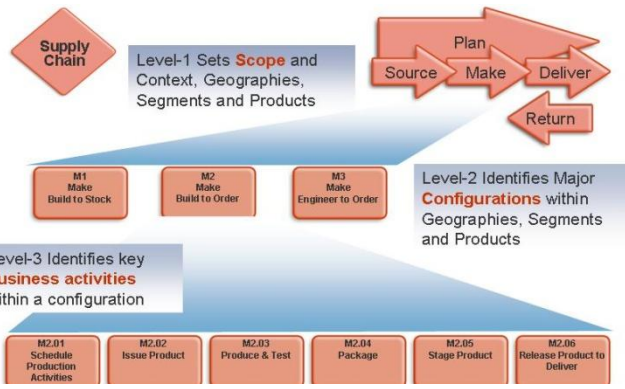 Supply
Chain
Level-1 Sets Scope and
Context, Geographies,
Segments and Products
Plan
Source
Make
Deliver
Return
M1
Make
Build to Stock
M2
Make
Build to Order
M3
Make
Engineer to Order
Level-2 Identifies Major
Configurations within
Geographies, Segments
and Products
evel-3 Identifies key
usiness activities
ithin a configuration
M2.01
Schedule
Production
Activities
M2.02
Issue Product
M2.03
Produce & Test
M2.04
Package
M2.05
Stage Product
M2.06
Release Product to
Deliver